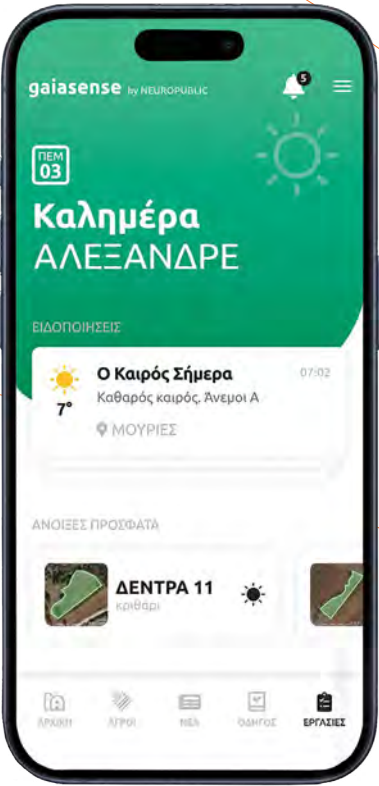 gaiasense by NEUROPUBLIC
5
ΠΕΜ
03
Καλημέρα
ΑΛΕΞΑΝΔΡΕ
ΕΙΔΟΠΟΙΗΣΕΙΣ
Ο Καιρός Σήμερα 07:02
Καθαρός καιρός, Άνεμοι Α
7°
ΜΟΥΡΙΕΣ
ΑΝΟΙΞΕΣ ΠΡΟΣΦΑΤΑ
ΔΕΝΤΡΑ 11
κριθάρι
ΑΡΧΙΚΗ ΑΓΡΟΙ ΝΕΑ ΟΔΗΓΟΣ ΕΡΓΑΣΙΕΣ